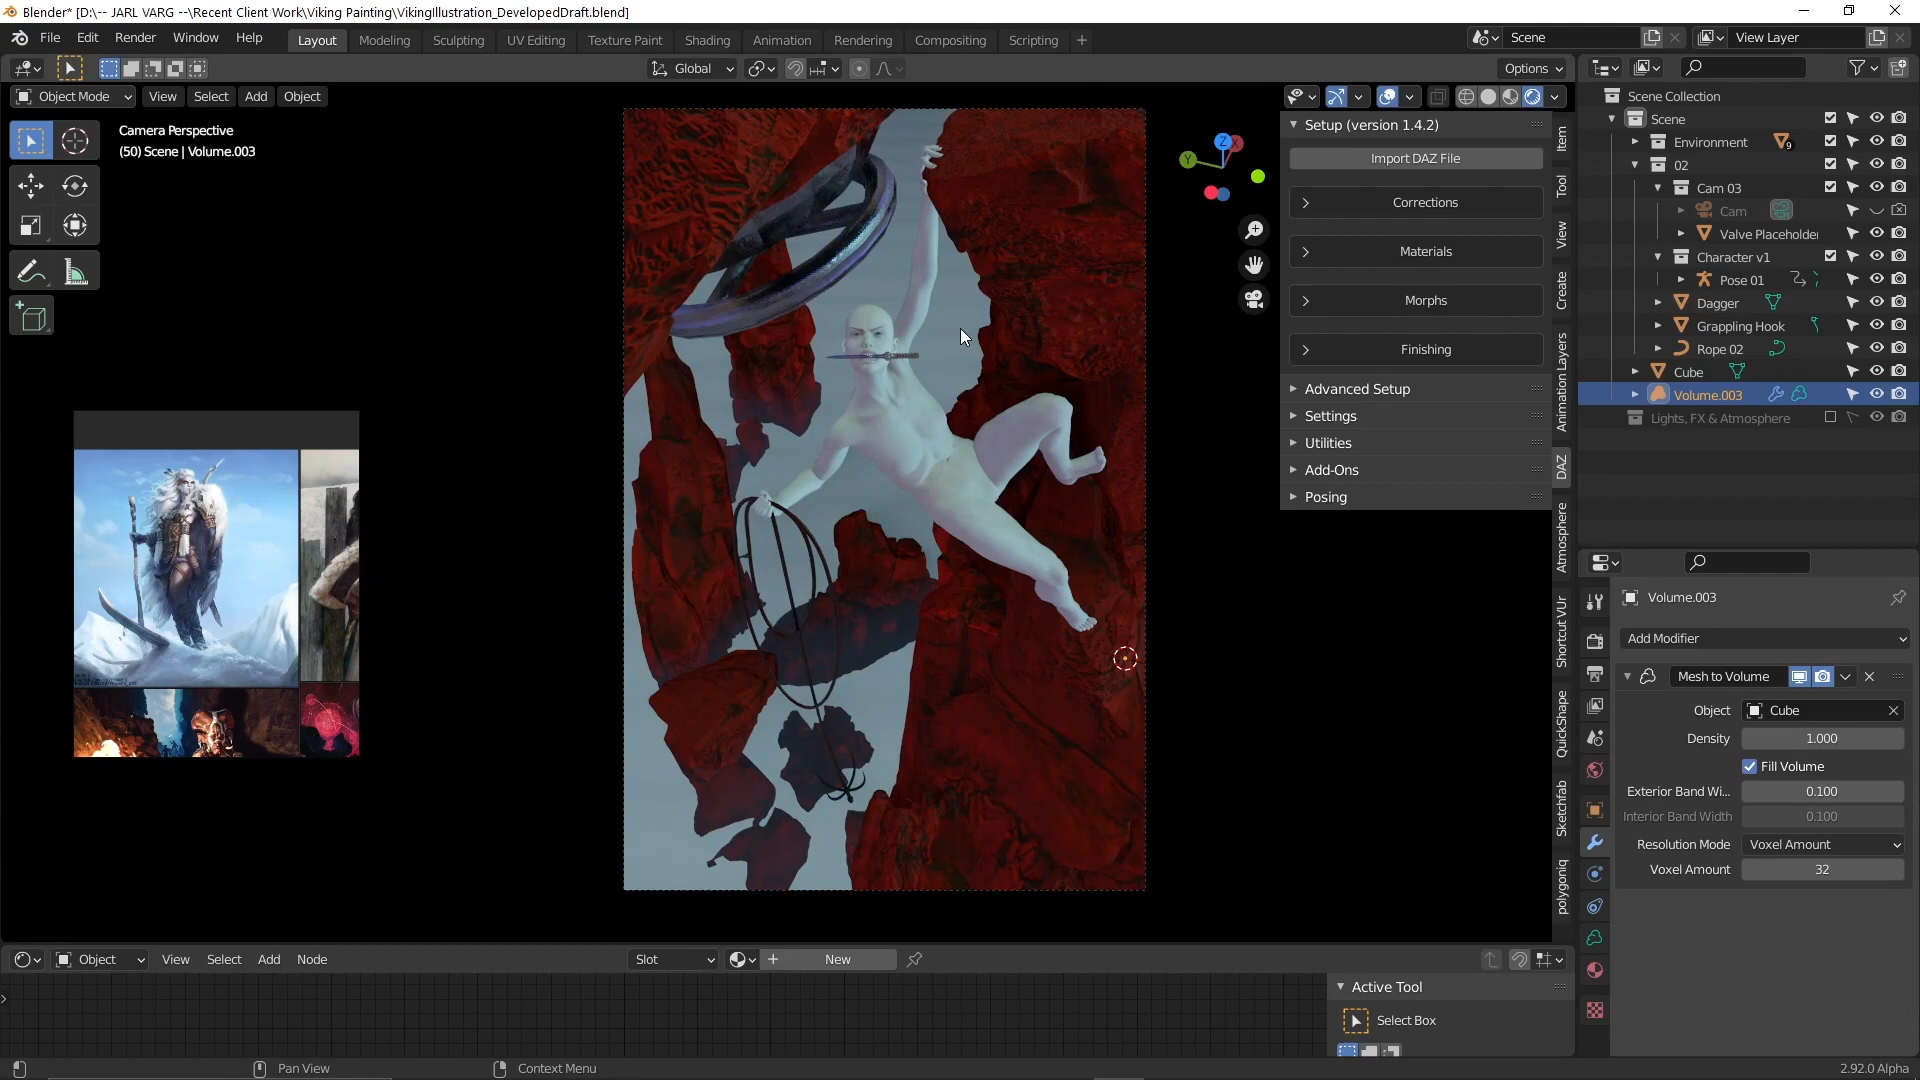 Blender* [D:\-- JARL VARG --\Recent Client Work\Viking Painting\VikingIllustration_DevelopedDraft.blend]
File Edit Render Window Help Layout Modeling Sculpting UV Editing Texture Paint Shading Animation Rendering Compositing Scripting + Scene View Layer
Global Options
Object Mode View Select Add Object
Camera Perspective
(50) Scene | Volume.003
Setup (version 1.4.2)
Import DAZ File
Corrections
Materials
Morphs
Finishing
Advanced Setup
Settings
Utilities
Add-Ons
Posing
Item
Tool
View
Create
Animation Layers
DAZ
Atmosphere
Shortcut VUr
QuickShape
Sketchfab
polygoniq
Scene Collection
Scene
Environment 9
02
Cam 03
Cam
Valve Placeholder
Character v1
Pose 01
Dagger
Grappling Hook
Rope 02
Cube
Volume.003
Lights, FX & Atmosphere
Volume.003
Add Modifier
Mesh to Volume
Object Cube
Density 1.000
Fill Volume
Exterior Band Wi... 0.100
Interior Band Width 0.100
Resolution Mode Voxel Amount
Voxel Amount 32
Object View Select Add Node Slot New
Active Tool
Select Box
Pan View Context Menu 2.92.0 Alpha
X
Y
Z